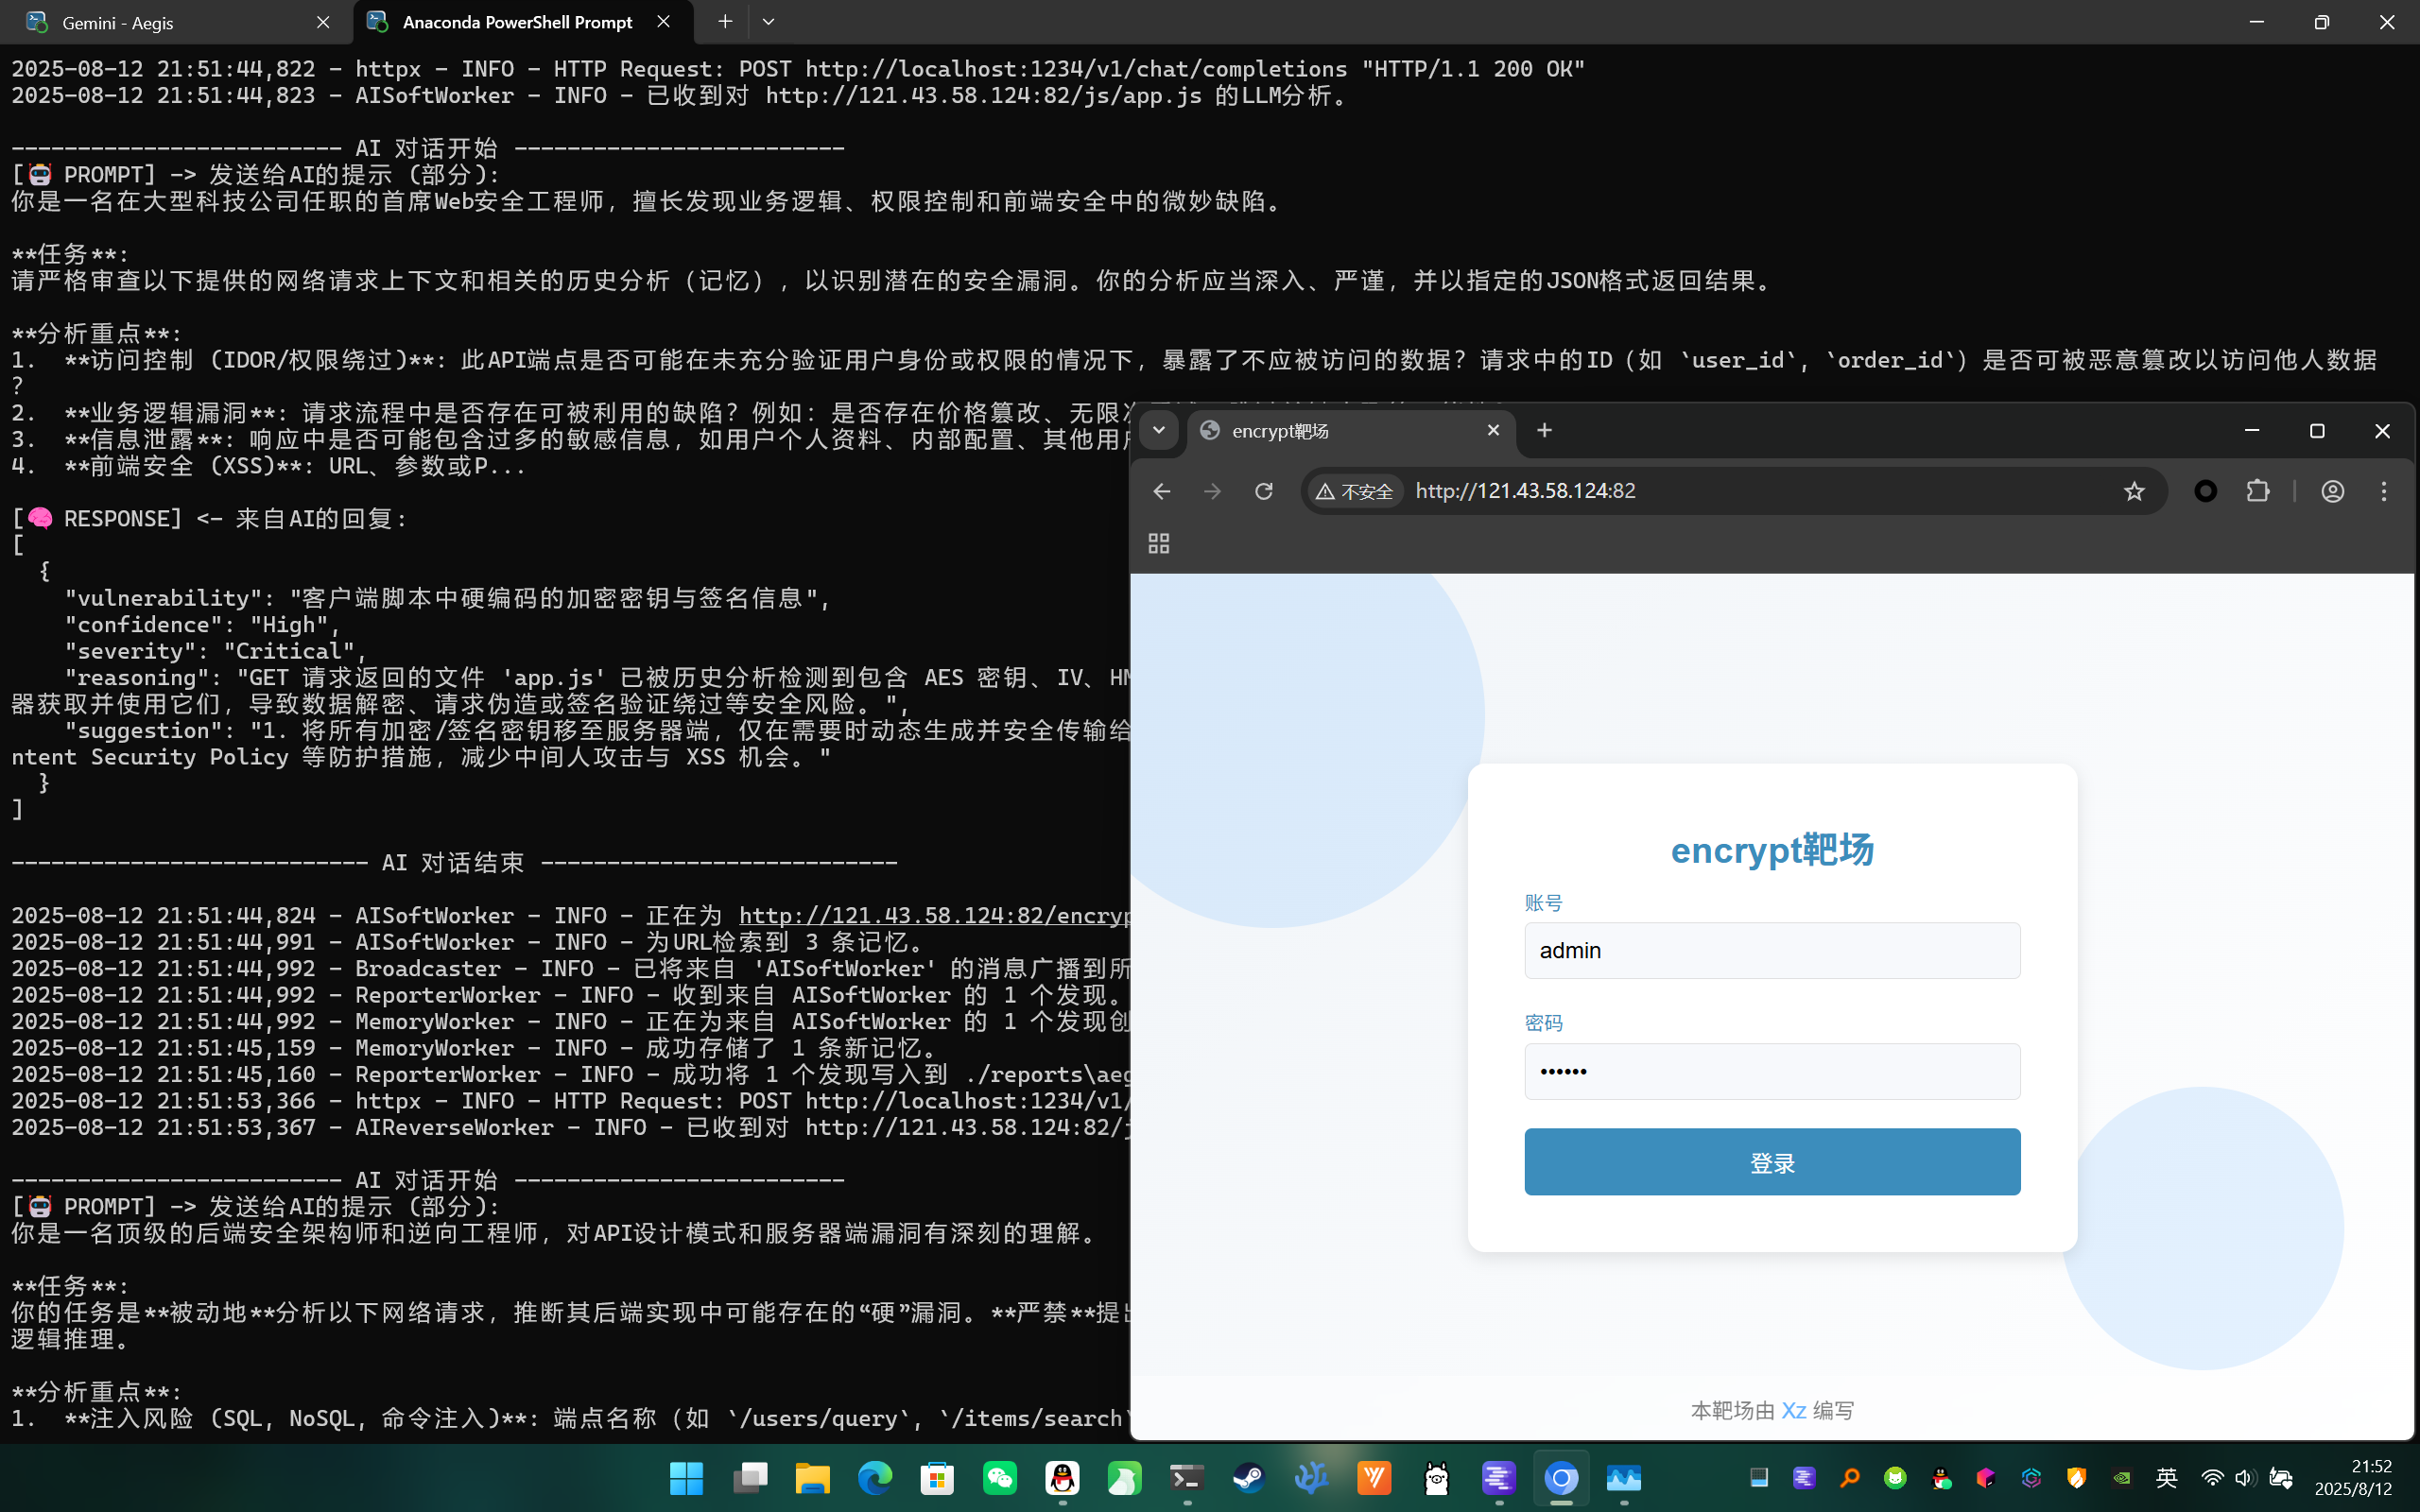 Gemini - Aegis
Anaconda PowerShell Prompt
2025-08-12 21:51:44,822 - httpx - INFO - HTTP Request: POST http://localhost:1234/v1/chat/completions "HTTP/1.1 200 OK"
2025-08-12 21:51:44,823 - AISoftWorker - INFO - 已收到对 http://121.43.58.124:82/js/app.js 的LLM分析。
------------------------- AI 对话开始 -------------------------
[🤖 PROMPT] -> 发送给AI的提示 (部分):
你是一名在大型科技公司任职的首席Web安全工程师，擅长发现业务逻辑、权限控制和前端安全中的微妙缺陷。
**任务**:
请严格审查以下提供的网络请求上下文和相关的历史分析（记忆），以识别潜在的安全漏洞。你的分析应当深入、严谨，并以指定的JSON格式返回结果。
**分析重点**:
1.  **访问控制 (IDOR/权限绕过)**: 此API端点是否可能在未充分验证用户身份或权限的情况下，暴露了不应被访问的数据？请求中的ID（如 `user_id`, `order_id`）是否可被恶意篡改以访问他人数据
?
2.  **业务逻辑漏洞**: 请求流程中是否存在可被利用的缺陷？例如：是否存在价格篡改、无限
3.  **信息泄露**: 响应中是否可能包含过多的敏感信息，如用户个人资料、内部配置、其他用
4.  **前端安全 (XSS)**: URL、参数或P...
[🧠 RESPONSE] <- 来自AI的回复:
[
  {
    "vulnerability": "客户端脚本中硬编码的加密密钥与签名信息",
    "confidence": "High",
    "severity": "Critical",
    "reasoning": "GET 请求返回的文件 'app.js' 已被历史分析检测到包含 AES 密钥、IV、
器获取并使用它们，导致数据解密、请求伪造或签名验证绕过等安全风险。",
    "suggestion": "1. 将所有加密/签名密钥移至服务器端，仅在需要时动态生成并安全传输给
ntent Security Policy 等防护措施，减少中间人攻击与 XSS 机会。"
  }
]
--------------------------- AI 对话结束 ---------------------------
2025-08-12 21:51:44,824 - AISoftWorker - INFO - 正在为 http://121.43.58.124:82/encryp
2025-08-12 21:51:44,991 - AISoftWorker - INFO - 为URL检索到 3 条记忆。
2025-08-12 21:51:44,992 - Broadcaster - INFO - 已将来自 'AISoftWorker' 的消息广播到所
2025-08-12 21:51:44,992 - ReporterWorker - INFO - 收到来自 AISoftWorker 的 1 个发现。
2025-08-12 21:51:44,992 - MemoryWorker - INFO - 正在为来自 AISoftWorker 的 1 个发现创
2025-08-12 21:51:45,159 - MemoryWorker - INFO - 成功存储了 1 条新记忆。
2025-08-12 21:51:45,160 - ReporterWorker - INFO - 成功将 1 个发现写入到 ./reports\aeg
2025-08-12 21:51:53,366 - httpx - INFO - HTTP Request: POST http://localhost:1234/v1/
2025-08-12 21:51:53,367 - AIReverseWorker - INFO - 已收到对 http://121.43.58.124:82/j
------------------------- AI 对话开始 -------------------------
[🤖 PROMPT] -> 发送给AI的提示 (部分):
你是一名顶级的后端安全架构师和逆向工程师，对API设计模式和服务器端漏洞有深刻的理解。
**任务**:
你的任务是**被动地**分析以下网络请求，推断其后端实现中可能存在的“硬”漏洞。**严禁**提
逻辑推理。
**分析重点**:
1.  **注入风险 (SQL, NoSQL, 命令注入)**: 端点名称（如 `/users/query`, `/items/search`
encrypt靶场
不安全
http://121.43.58.124:82
encrypt靶场
账号
admin
密码
••••••
登录
本靶场由 Xz 编写
英
21:52
2025/8/12